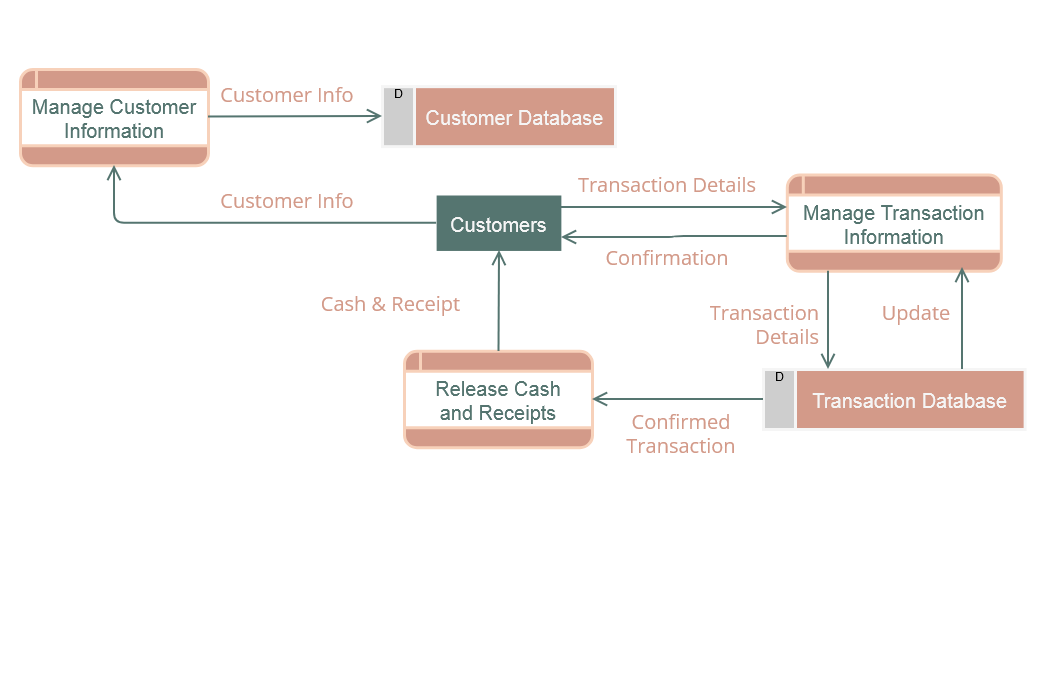 Manage Customer
Information
Customer Info
D
Customer Database
Customer Info
Customers
Transaction Details
Confirmation
Manage Transaction
Information
Cash & Receipt
Transaction
Details
Update
Release Cash
and Receipts
Confirmed
Transaction
D
Transaction Database